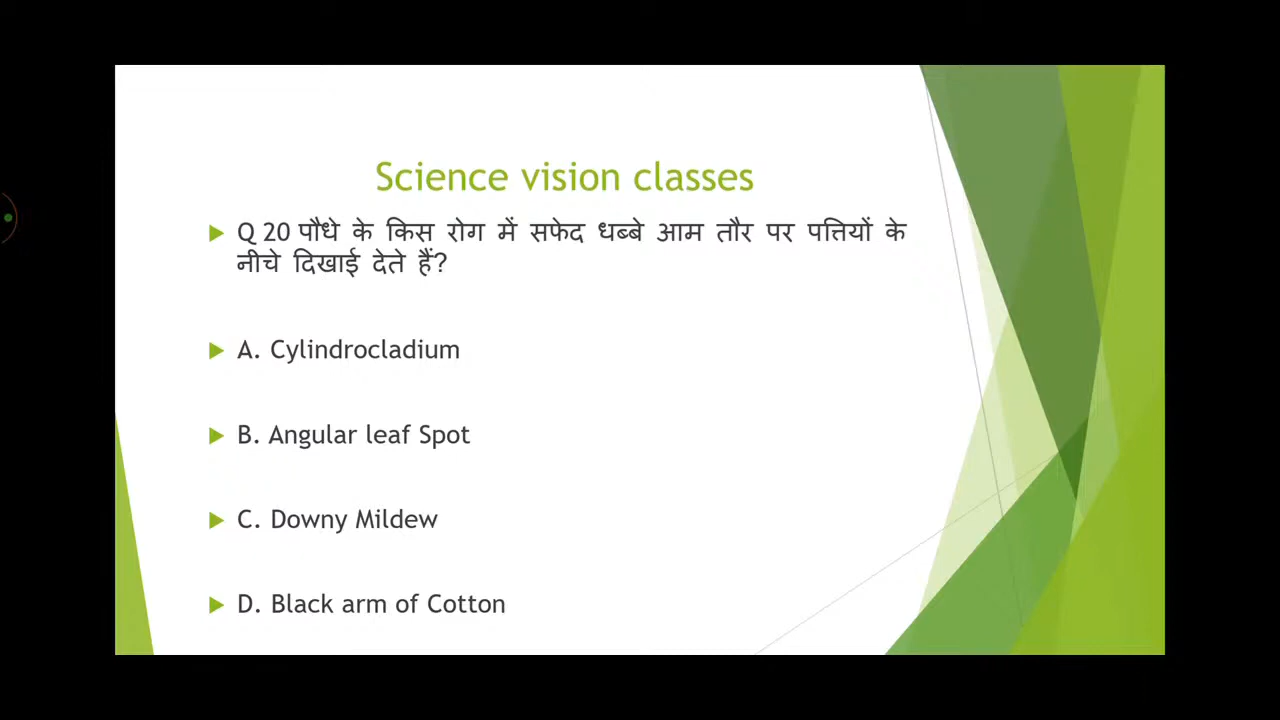 Science vision classes
Q 20 पौधे के किस रोग में सफेद धब्बे आम तौर पर पत्तियों के
नीचे दिखाई देते हैं?
A. Cylindrocladium
B. Angular leaf Spot
C. Downy Mildew
D. Black arm of Cotton